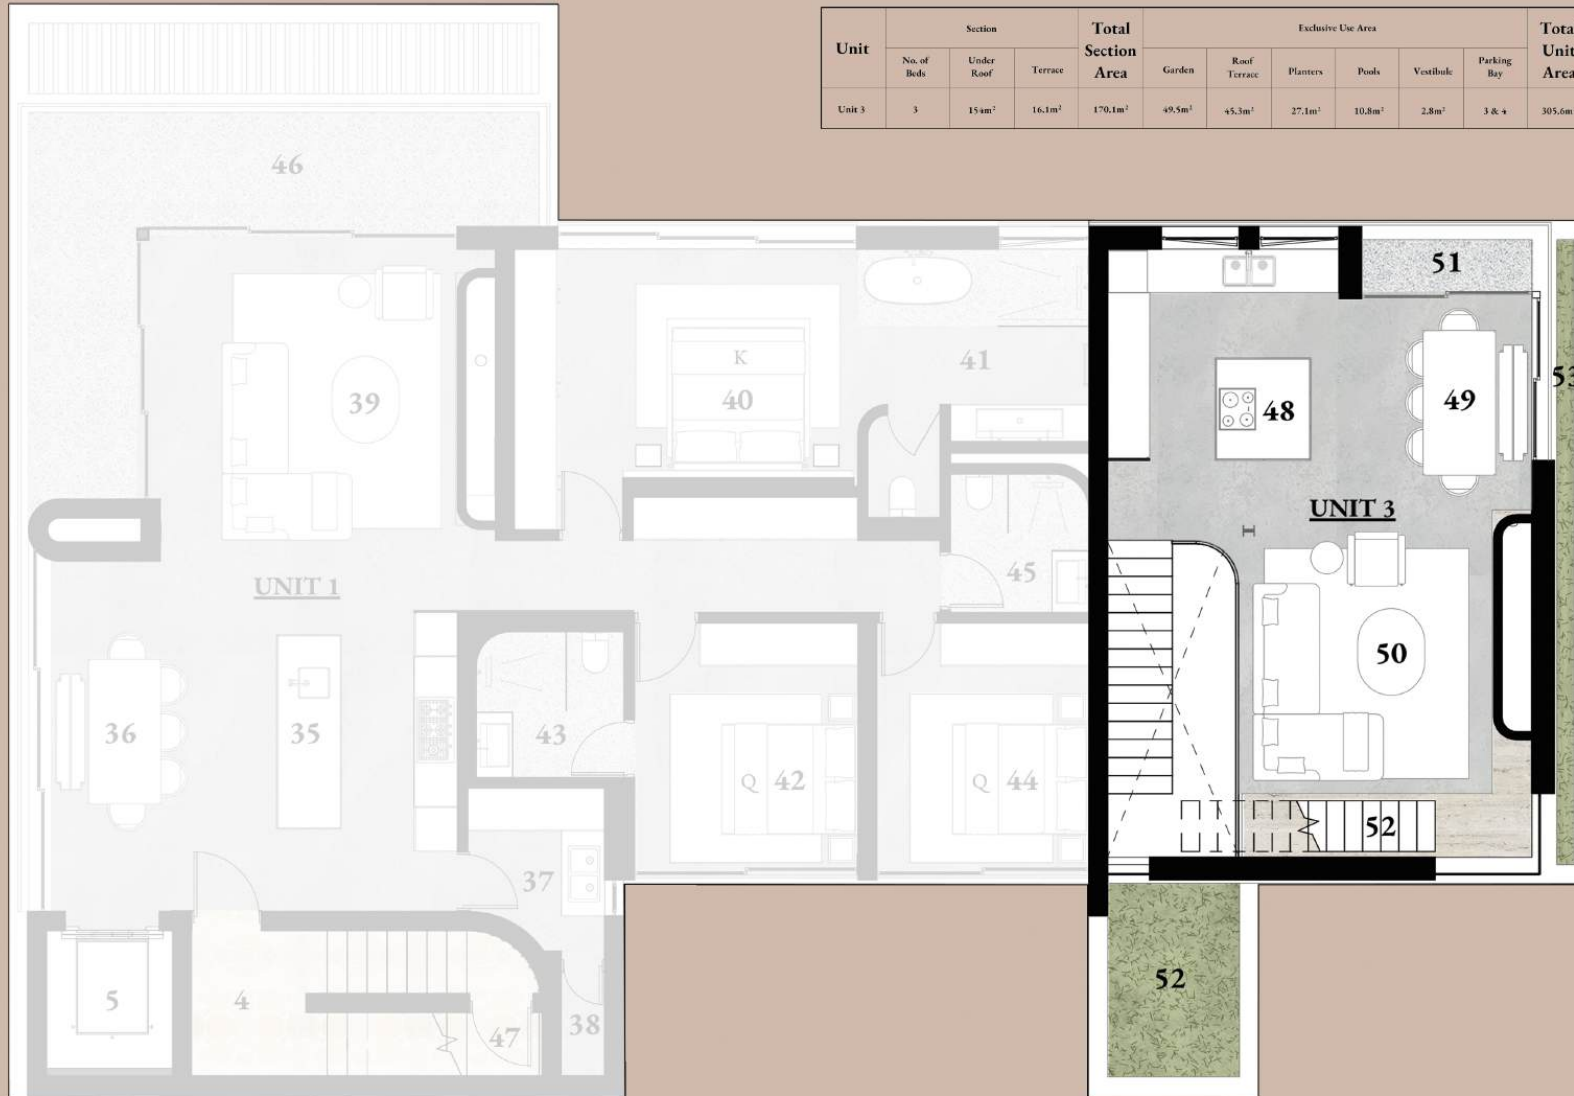 Unit
Section
Total Section Area
Exclusive Use Area
No. of Beds
Under Roof
Terrace
Garden
Roof Terrace
Planters
Pools
Vestibule
Parking Bay
Unit 3
3
154m²
16.1m²
170.1m²
49.5m²
45.3m²
27.1m²
10.8m²
2.8m²
3 & 4
305.6m
Unit
Area
46
51
K
41
39
40
53
48
49
UNIT 3
45
UNIT 1
50
36
35
43
Q
42
Q
44
52
37
52
5
4
47
38